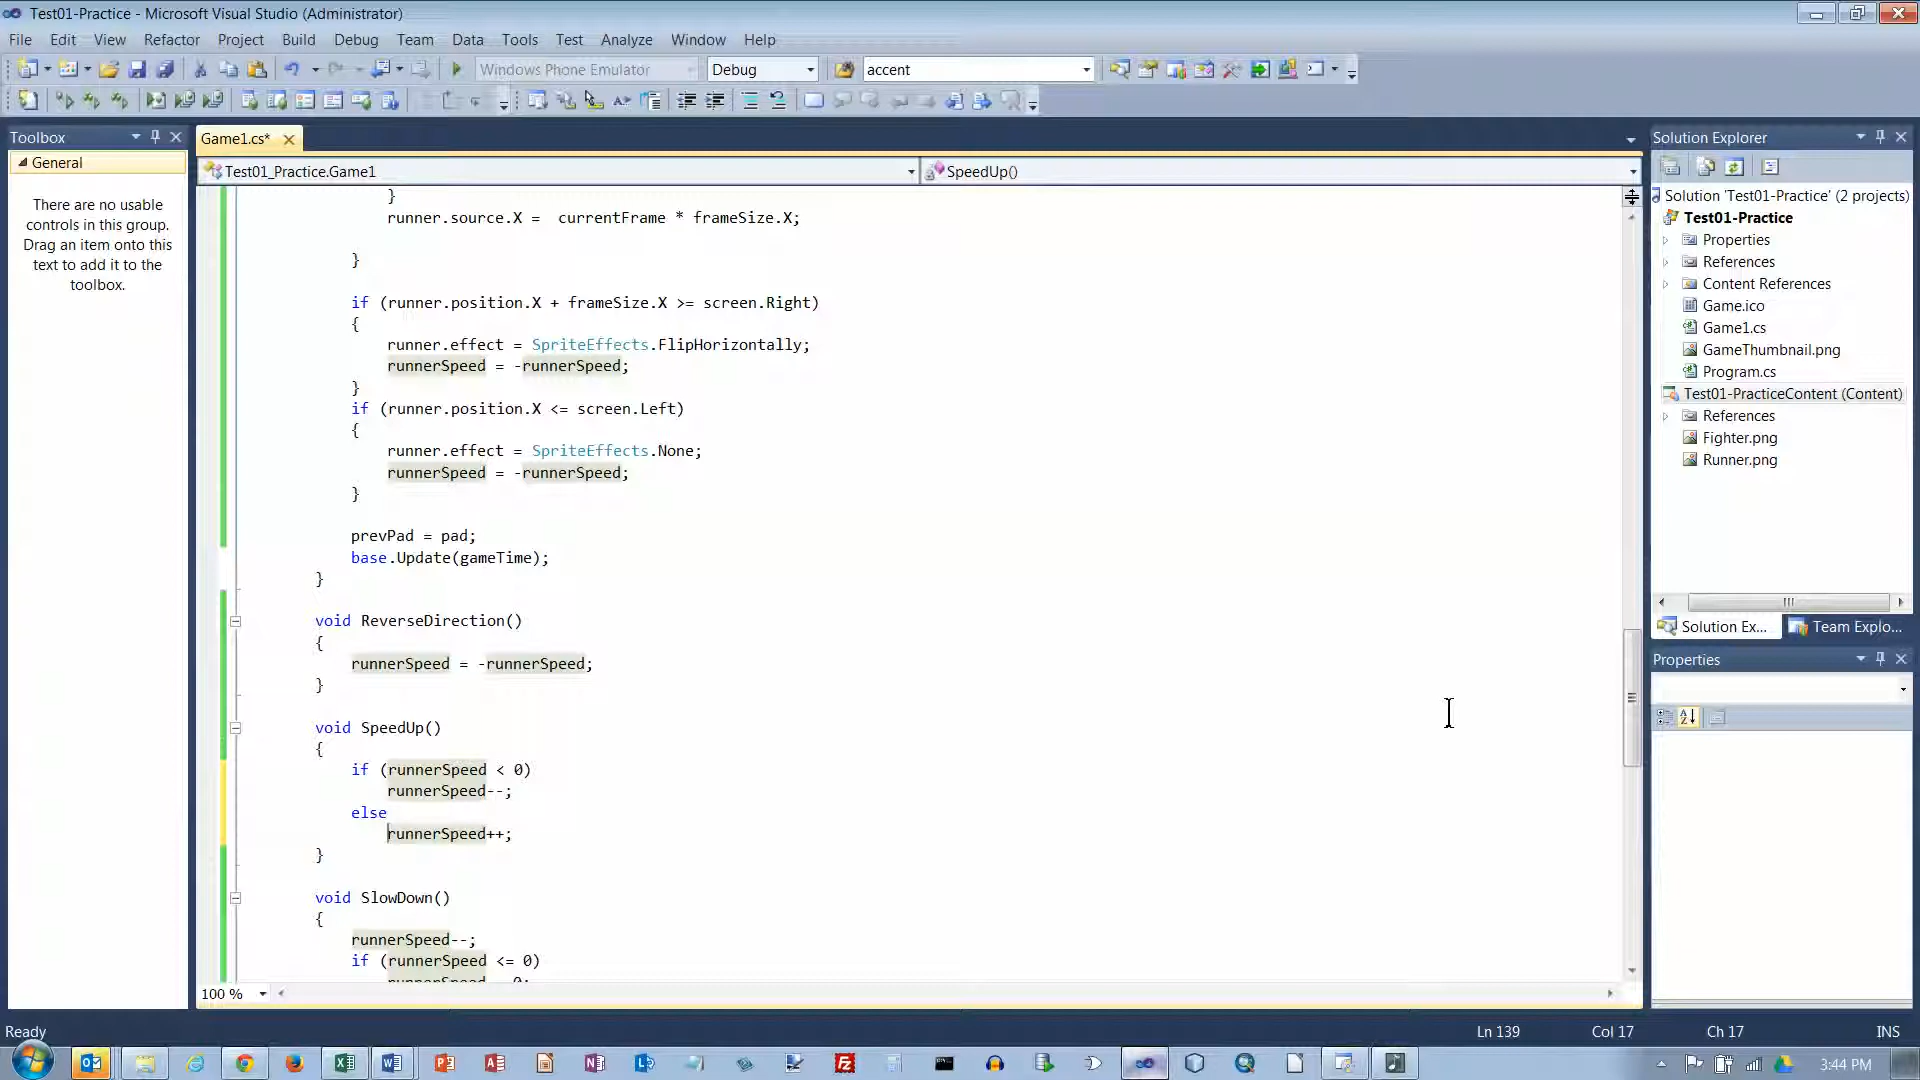 Test01-Practice - Microsoft Visual Studio (Administrator)
File Edit View Refactor Project Build Debug Team Data Tools Test Analyze Window Help
Windows Phone Emulator Debug accent
Toolbox
General
There are no usable
controls in this group.
Drag an item onto this
text to add it to the
toolbox.
Game1.cs*
Test01_Practice.Game1
SpeedUp()
}
runner.source.X =  currentFrame * frameSize.X;
}
if (runner.position.X + frameSize.X >= screen.Right)
{
runner.effect = SpriteEffects.FlipHorizontally;
runnerSpeed = -runnerSpeed;
}
if (runner.position.X <= screen.Left)
{
runner.effect = SpriteEffects.None;
runnerSpeed = -runnerSpeed;
}
prevPad = pad;
base.Update(gameTime);
}
void ReverseDirection()
{
runnerSpeed = -runnerSpeed;
}
void SpeedUp()
{
if (runnerSpeed < 0)
runnerSpeed--;
else
runnerSpeed++;
}
void SlowDown()
{
runnerSpeed--;
if (runnerSpeed <= 0)
100 %
Solution Explorer
Solution 'Test01-Practice' (2 projects)
Test01-Practice
Properties
References
Content References
Game.ico
Game1.cs
GameThumbnail.png
Program.cs
Test01-PracticeContent (Content)
References
Fighter.png
Runner.png
Solution Ex... Team Explo...
Properties
Ready Ln 139 Col 17 Ch 17 INS
3:44 PM